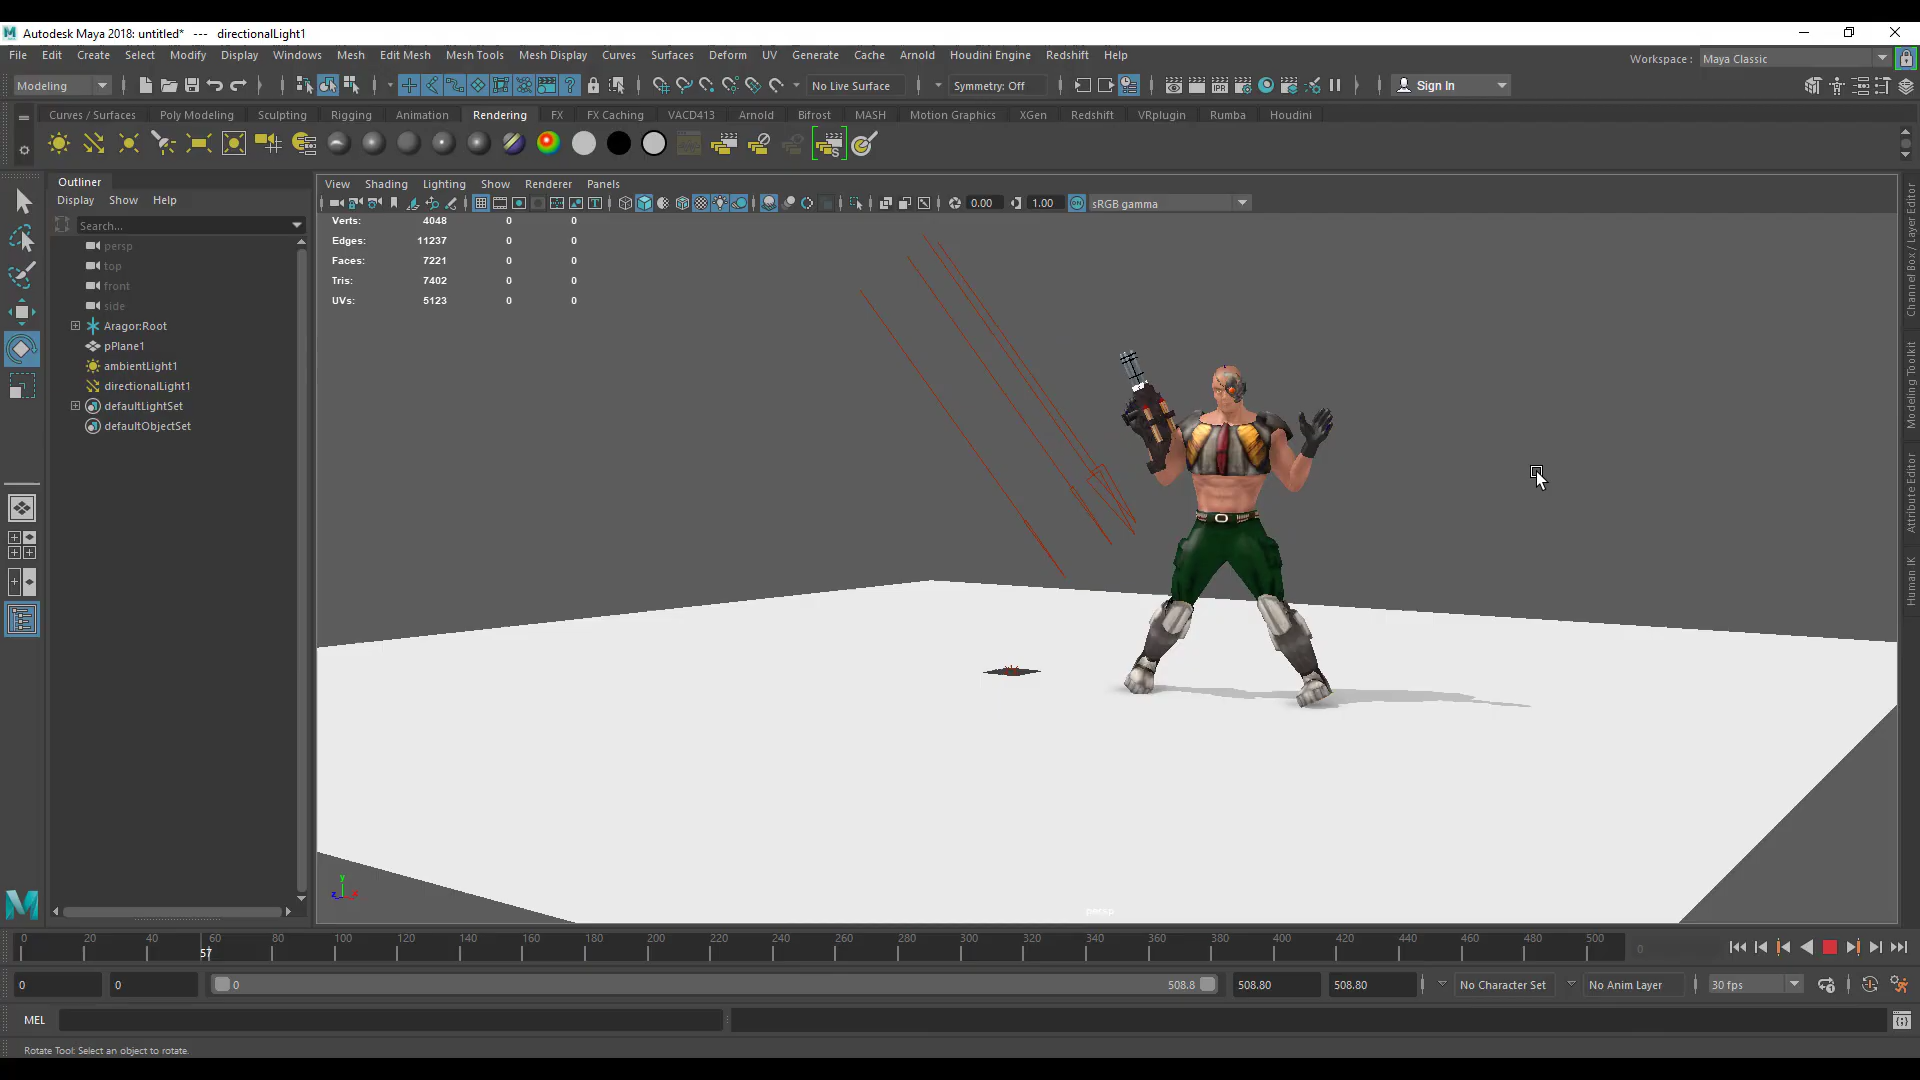 Autodesk Maya 2018: untitled* --- directionalLight1
File Edit Create Select Modify Display Windows Mesh Edit Mesh Mesh Tools Mesh Display Curves Surfaces Deform UV Generate Cache Arnold Houdini Engine Redshift Help
Workspace : Maya Classic
Modeling No Live Surface Symmetry: Off IPR Sign In
Curves / Surfaces Poly Modeling Sculpting Rigging Animation Rendering FX FX Caching VACD413 Arnold Bifrost MASH Motion Graphics XGen Redshift VRplugin Rumba Houdini
Outliner
Display Show Help
Search...
persp
top
front
side
Aragor:Root
pPlane1
ambientLight1
directionalLight1
defaultLightSet
defaultObjectSet
View Shading Lighting Show Renderer Panels
0.00 1.00 ON sRGB gamma
Verts: 4048 0 0
Edges: 11237 0 0
Faces: 7221 0 0
Tris: 7402 0 0
UVs: 5123 0 0
y
z x
persp
Channel Box / Layer Editor
Modeling Toolkit
Attribute Editor
Human IK
0 20 40 60 80 100 120 140 160 180 200 220 240 260 280 300 320 340 360 380 400 420 440 460 480 500 0
57
0 0 0 508.8 508.80 508.80 No Character Set No Anim Layer 30 fps
MEL
Rotate Tool: Select an object to rotate.